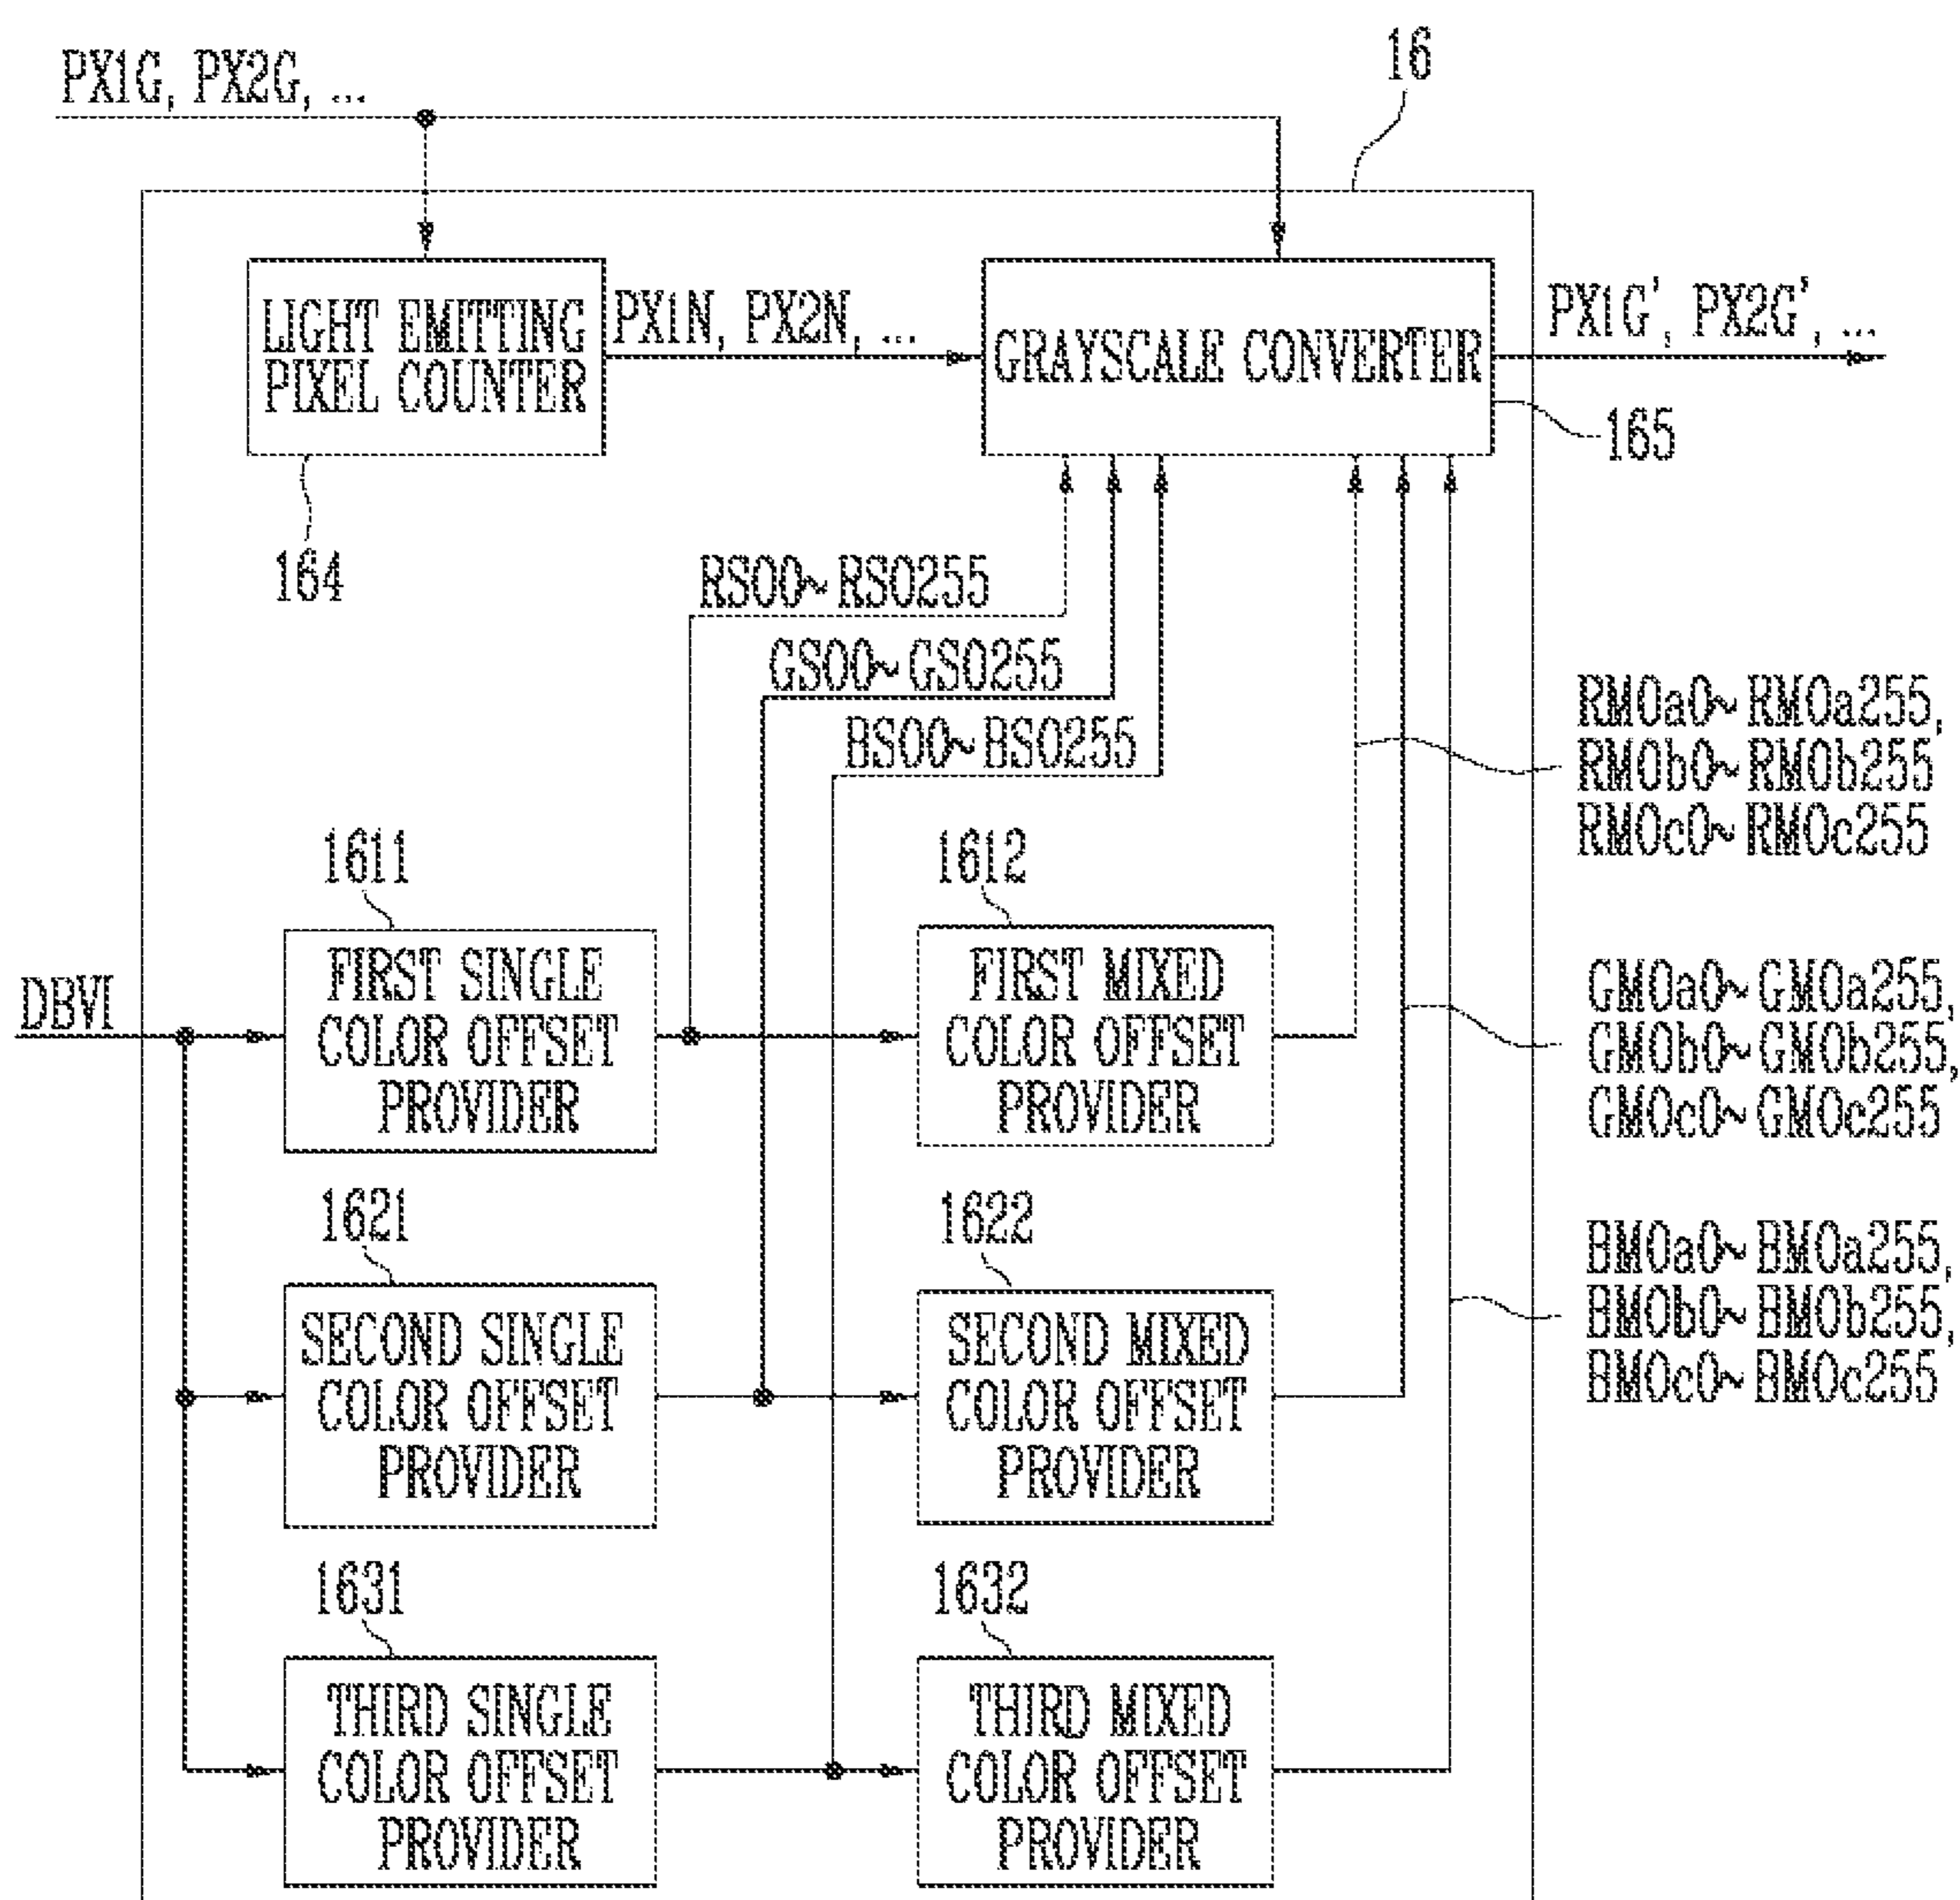 PX1G, PX2G, ...
16
LIGHT EMITTING
PIXEL COUNTER
PX1N, PX2N, ...
GRAYSCALE CONVERTER
PX1G', PX2G', ...
165
164
RSO0~RSO255
GSO0~GSO255
BSO0~BSO255
RMOa0~RMOa255,
RMOb0~RMOb255
RMOc0~RMOc255
1611
1612
DBVI
FIRST SINGLE
COLOR OFFSET
PROVIDER
FIRST MIXED
COLOR OFFSET
PROVIDER
GMOa0~GMOa255,
GMOb0~GMOb255,
GMOc0~GMOc255
1621
1622
SECOND SINGLE
COLOR OFFSET
PROVIDER
SECOND MIXED
COLOR OFFSET
PROVIDER
BMOa0~BMOa255,
BMOb0~BMOb255,
BMOc0~BMOc255
1631
1632
THIRD SINGLE
COLOR OFFSET
PROVIDER
THIRD MIXED
COLOR OFFSET
PROVIDER